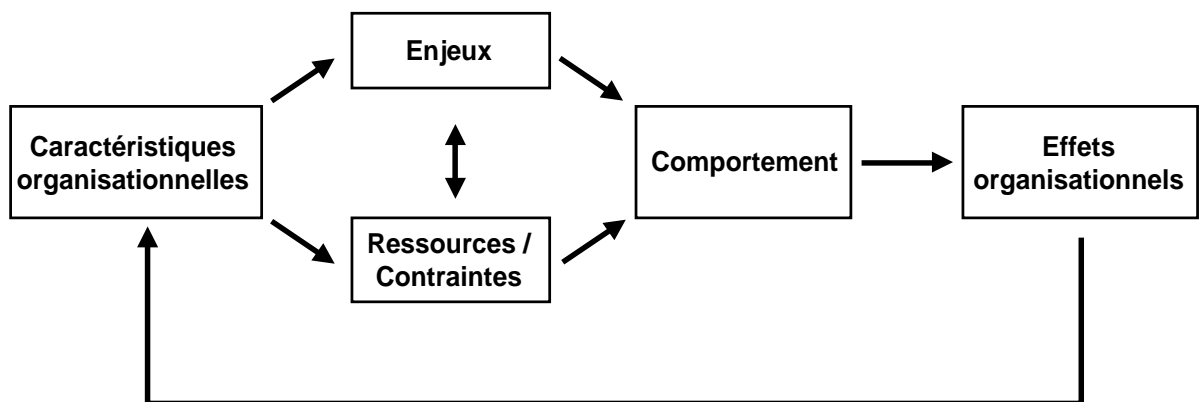 Enjeux
Caractéristiques
organisationnelles
Ressources /
Contraintes
Comportement
Effets
organisationnels